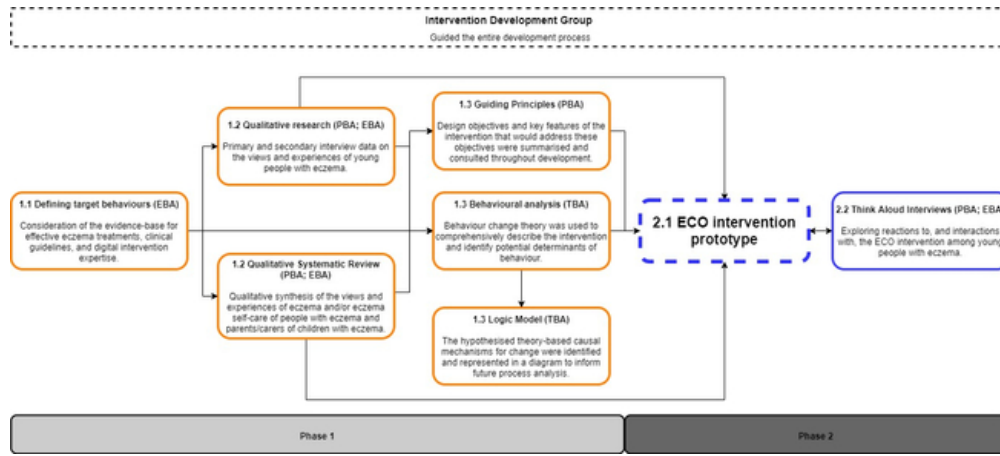 Intervention Development Group
Guided the entire development process
1.2 Qualitative research (PBA; EBA)
Primary and secondary interview data on
the views and experiences of young
people with eczema.
1.3 Guiding Principles (PBA)
Design objectives and key features of the
intervention that would address these
objectives were summarised and
consulted throughout development.
1.1 Defining target behaviours (EBA)
Consideration of the evidence-base for
effective eczema treatments, clinical
guidelines, and digital intervention
expertise.
1.3 Behavioural analysis (TBA)
Behaviour change theory was used to
comprehensively describe the intervention
and identify potential determinants of
behaviour.
2.1 ECO intervention
prototype
2.2 Think Aloud Interviews (PBA; EBA)
Exploring reactions to, and interactions
with, the ECO intervention among young
people with eczema.
1.2 Qualitative Systematic Review
(PBA; EBA)
Qualitative synthesis of the views and
experiences of eczema and/or eczema
self-care of people with eczema and
parents/carers of children with eczema.
1.3 Logic Model (TBA)
The hypothesised theory-based causal
mechanisms for change were identified
and represented in a diagram to inform
future process analysis.
Phase 1
Phase 2